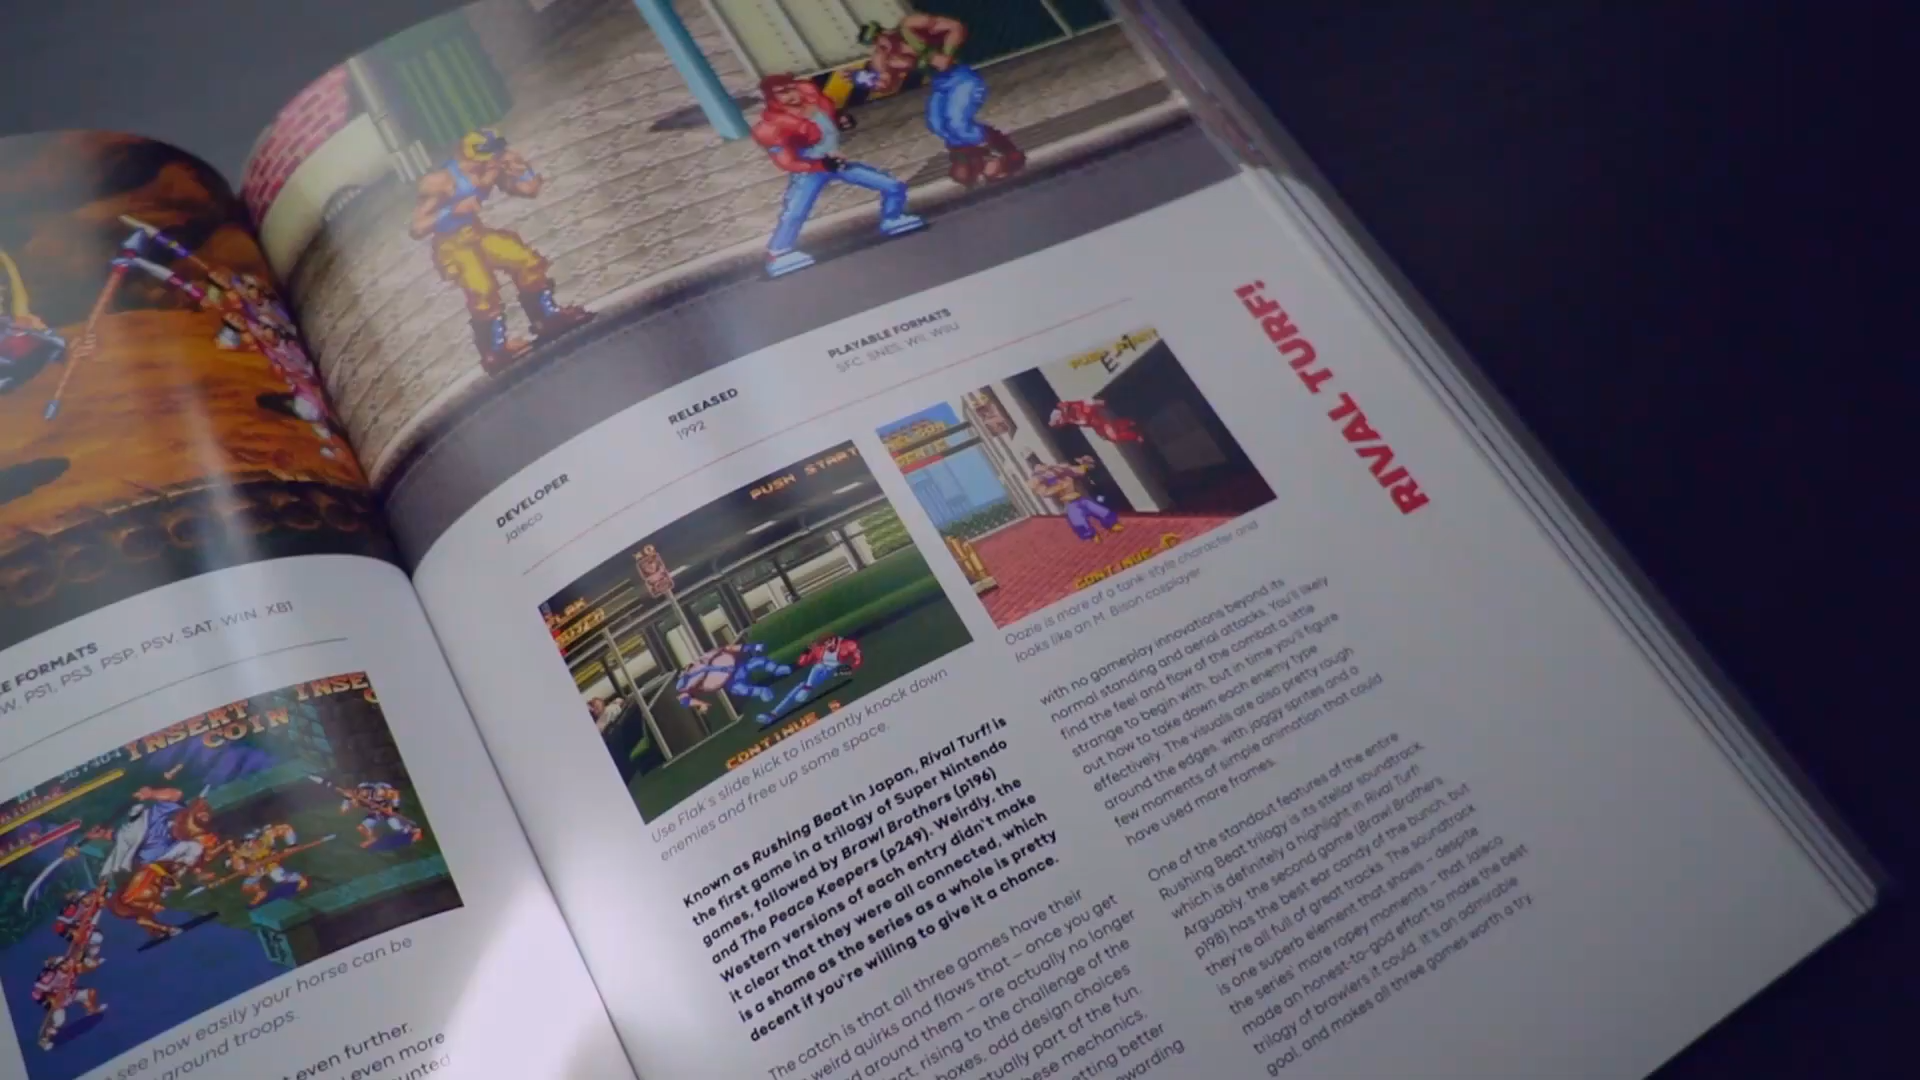 E FORMATS
W, PS1, PS3 PSP, PSV, SAT, WIN, XB1
INSERT
COIN
INSE
see how easily your horse can be
around troops.
even further.
even more
RIVAL TURF!
DEVELOPER
Jaleco
RELEASED
1992
PLAYABLE FORMATS
SFC, SNES, Wii, WiiU
PUSH START
CONTINUE
Use Flak's slide kick to instantly knock down
enemies and free up some space.
CONTINUE
Oozie is more of a tank-style character and
looks like an M. Bison cosplayer
Known as Rushing Beat in Japan, Rival Turf! is
the first game in a trilogy of Super Nintendo
games, followed by Brawl Brothers (p196)
and The Peace Keepers (p249). Weirdly, the
Western versions of each entry didn't make
it clear that they were all connected, which
is a shame as the series as a whole is pretty
decent if you're willing to give it a chance.
The catch is that all three games have their
weird quirks and flaws that – once you get
around them – are actually no longer
rising to the challenge of the
boxes, odd design choices
actually part of the fun.
these mechanics,
getting better
with no gameplay innovations beyond its
normal standing and aerial attacks. You'll likely
find the feel and flow of the combat a little
strange to begin with, but in time you'll figure
out how to take down each enemy type
effectively. The visuals are also pretty rough
around the edges, with jaggy sprites and a
few moments of simple animation that could
have used more frames.
One of the standout features of the entire
Rushing Beat trilogy is its stellar soundtrack,
which is definitely a highlight in Rival Turf!
Arguably, the second game (Brawl Brothers,
p198) has the best ear candy of the bunch, but
they're all full of great tracks. The soundtrack
is one superb element that shows – despite
the series' more ropey moments – that Jaleco
made an honest-to-god effort to make the best
trilogy of brawlers it could. It's an admirable
goal, and makes all three games worth a try.